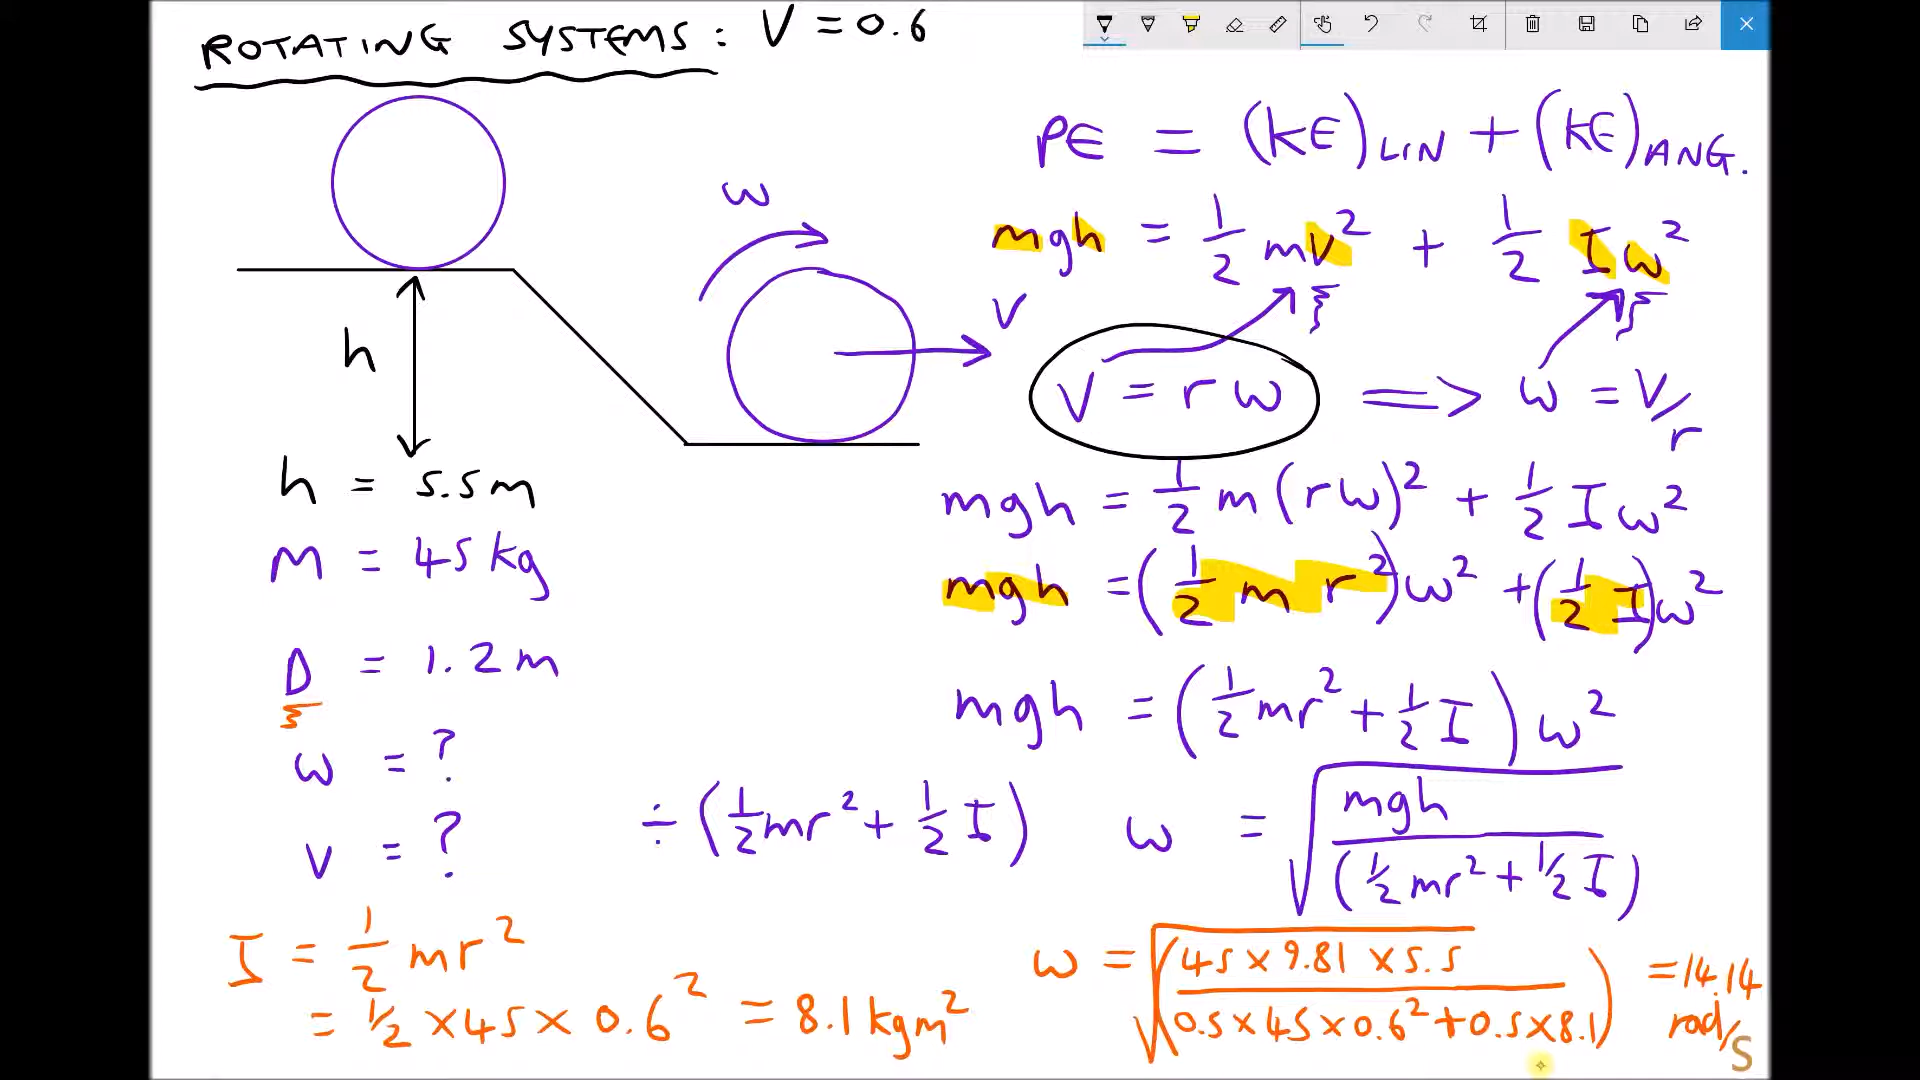 ROTATING SYSTEMS: V = 0.6
PE = (KE)LIN + (KE)ANG.
ω
mgh = 1/2 mv² + 1/2 Iω²
V
h
V = rω => ω = V/r
h = 5.5m
mgh = 1/2 m(rω)² + 1/2 Iω²
M = 45 kg
mgh = (1/2 m r²)ω² + (1/2 I)ω²
D = 1.2m
mgh = (1/2 mr² + 1/2 I)ω²
ω = ?
÷ (1/2 mr² + 1/2 I) ω = √(mgh/(1/2 mr² + 1/2 I))
v = ?
I = 1/2 mr²
= 1/2 × 45 × 0.6² = 8.1 kgm²
ω = √(45 × 9.81 × 5.5/(0.5 × 45 × 0.6² + 0.5 × 8.1)) = 14.14 rad/s